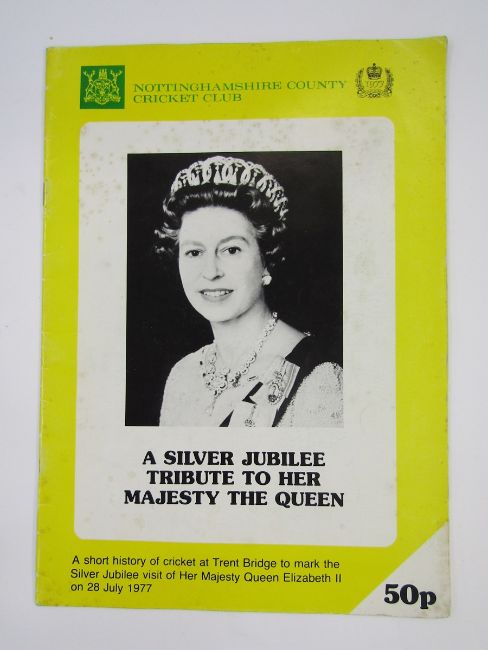 NOTTINGHAMSHIRE COUNTY
CRICKET CLUB
1977
A SILVER JUBILEE
TRIBUTE TO HER
MAJESTY THE QUEEN
A short history of cricket at Trent Bridge to mark the
Silver Jubilee visit of Her Majesty Queen Elizabeth II
on 28 July 1977
50p